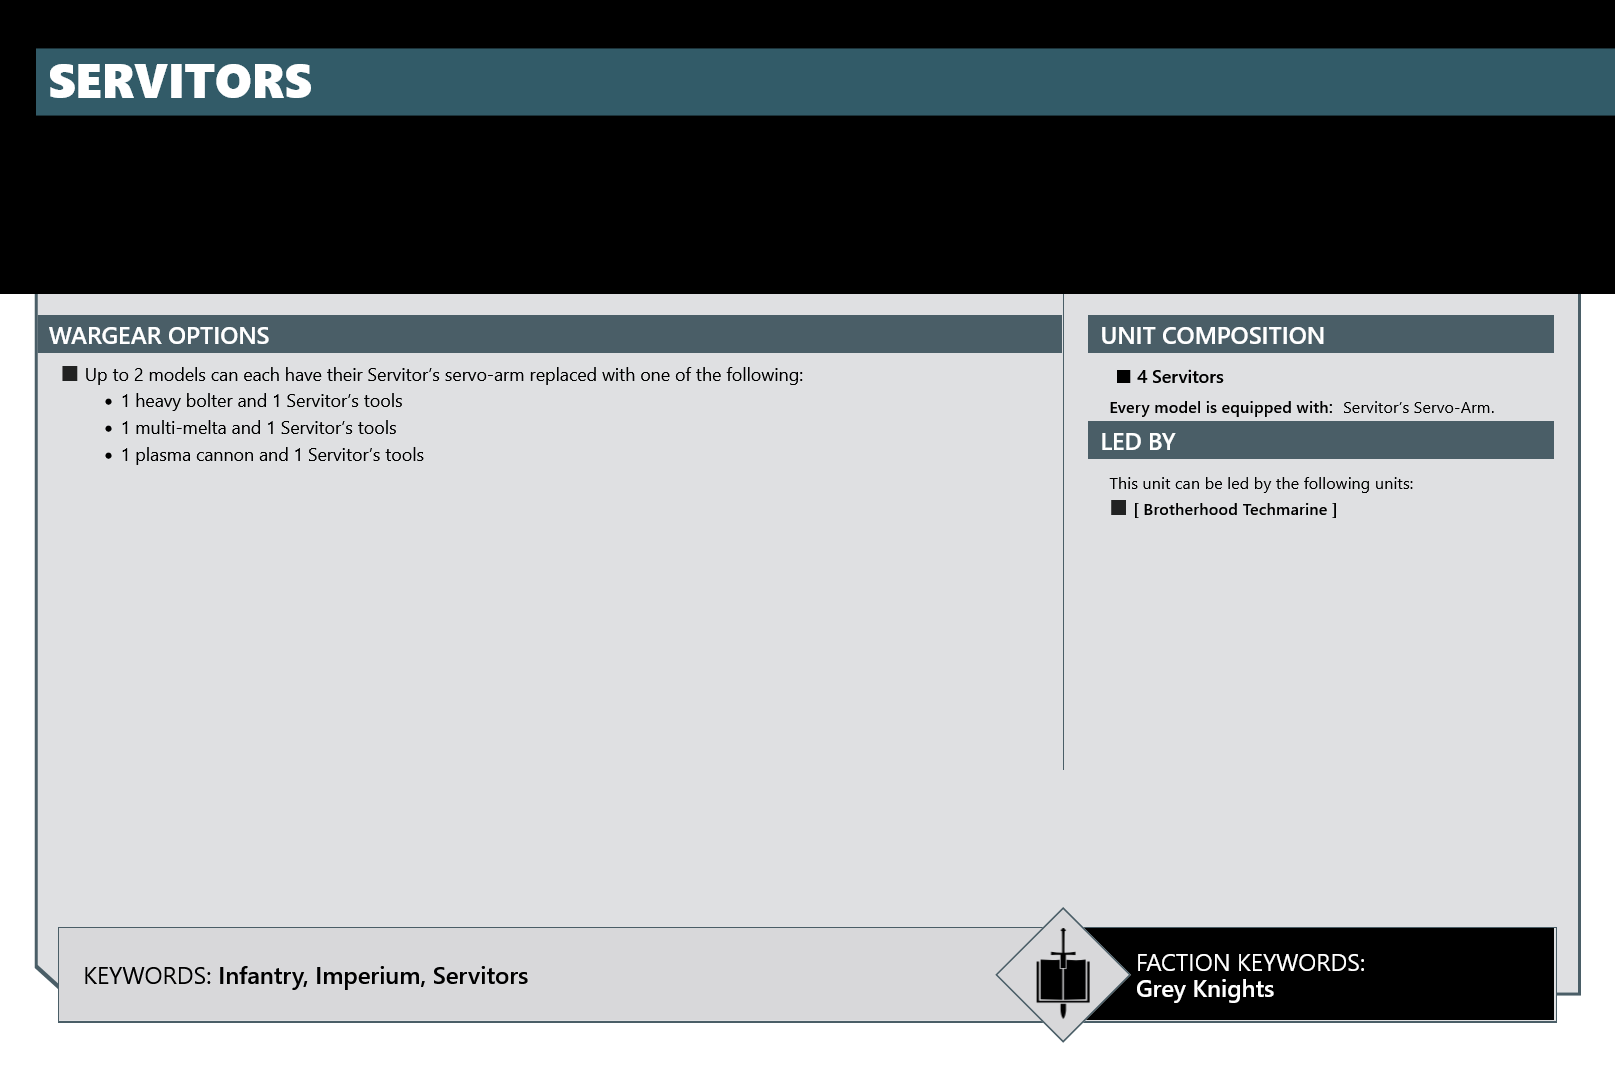 SERVITORS
WARGEAR OPTIONS
■ Up to 2 models can each have their Servitor’s servo-arm replaced with one of the following:
• 1 heavy bolter and 1 Servitor’s tools
• 1 multi-melta and 1 Servitor’s tools
• 1 plasma cannon and 1 Servitor’s tools
UNIT COMPOSITION
■ 4 Servitors
Every model is equipped with: Servitor’s Servo-Arm.
LED BY
This unit can be led by the following units:
■ [ Brotherhood Techmarine ]
KEYWORDS: Infantry, Imperium, Servitors
FACTION KEYWORDS:
Grey Knights